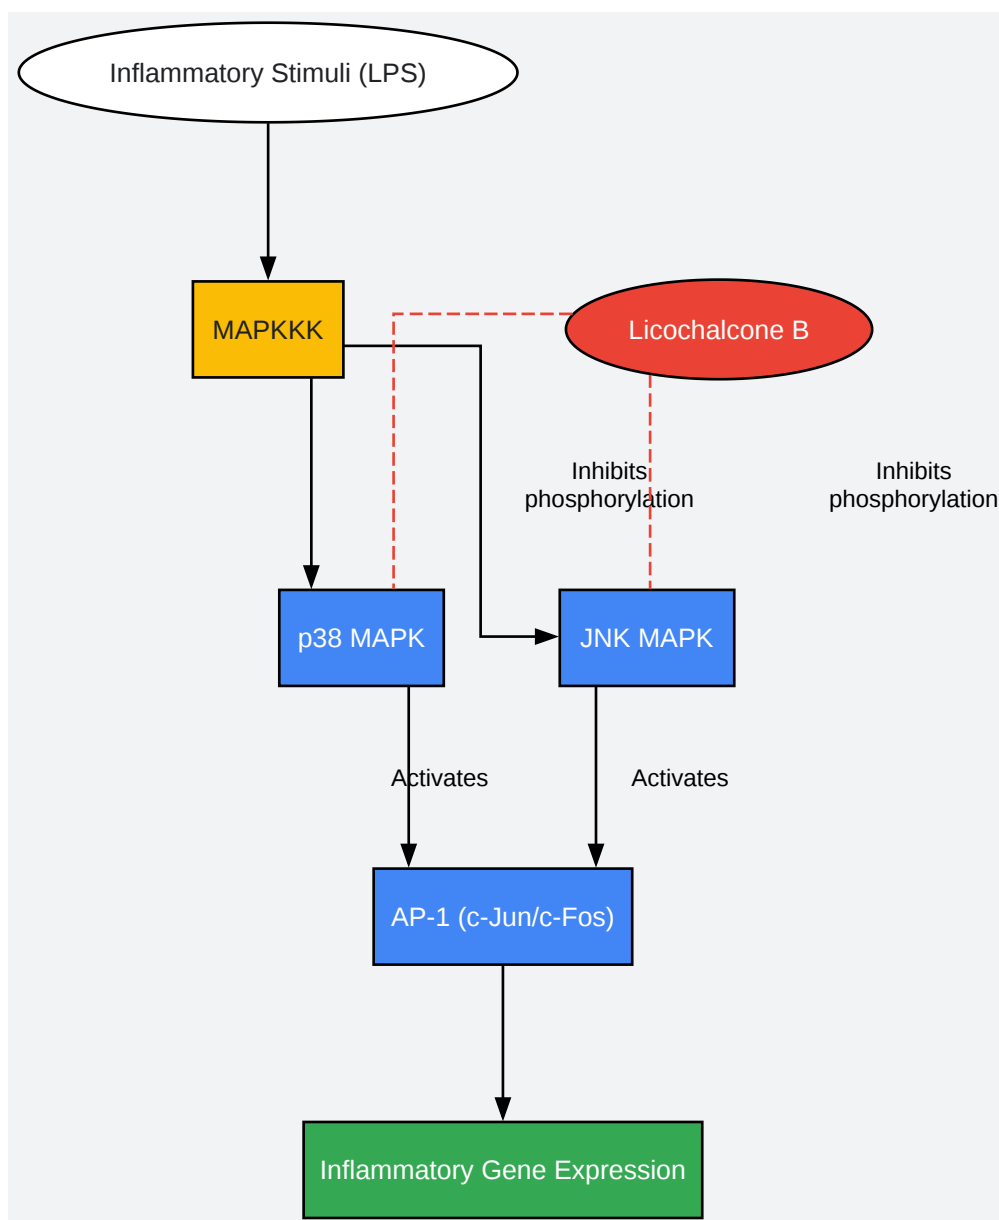 Inflammatory Stimuli (LPS)
MAPKKK
Licochalcone B
Inhibits
phosphorylation
Inhibits
phosphorylation
p38 MAPK
JNK MAPK
Activates
Activates
AP-1 (c-Jun/c-Fos)
Inflammatory Gene Expression